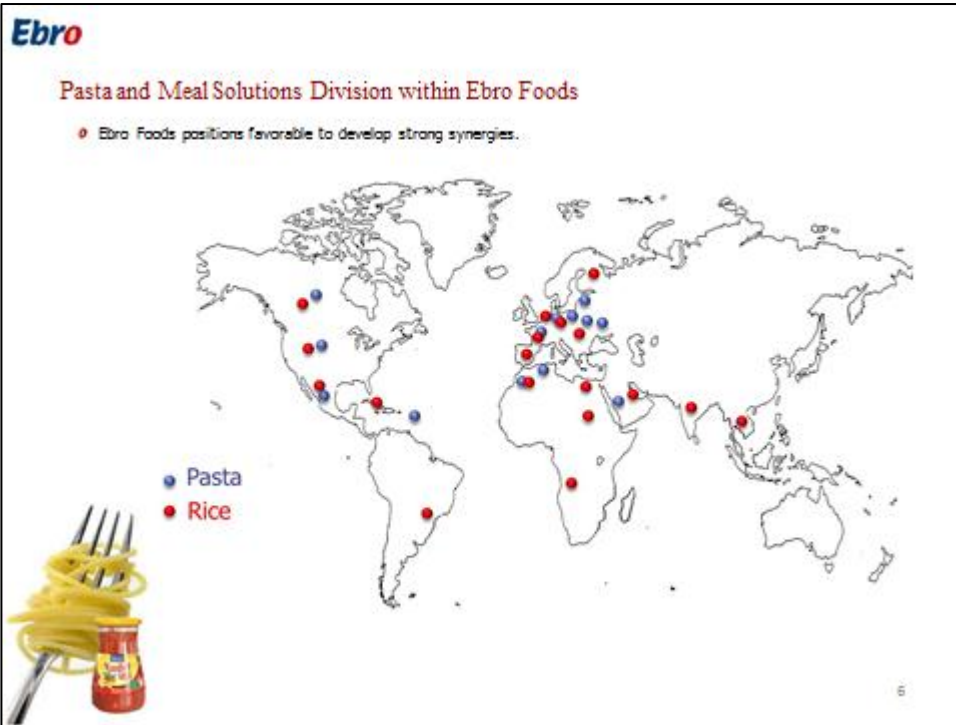 Ebro
Pasta and Meal Solutions Division within Ebro Foods
Ebro Foods positions favorable to develop strong synergies.
Pasta
Rice
6